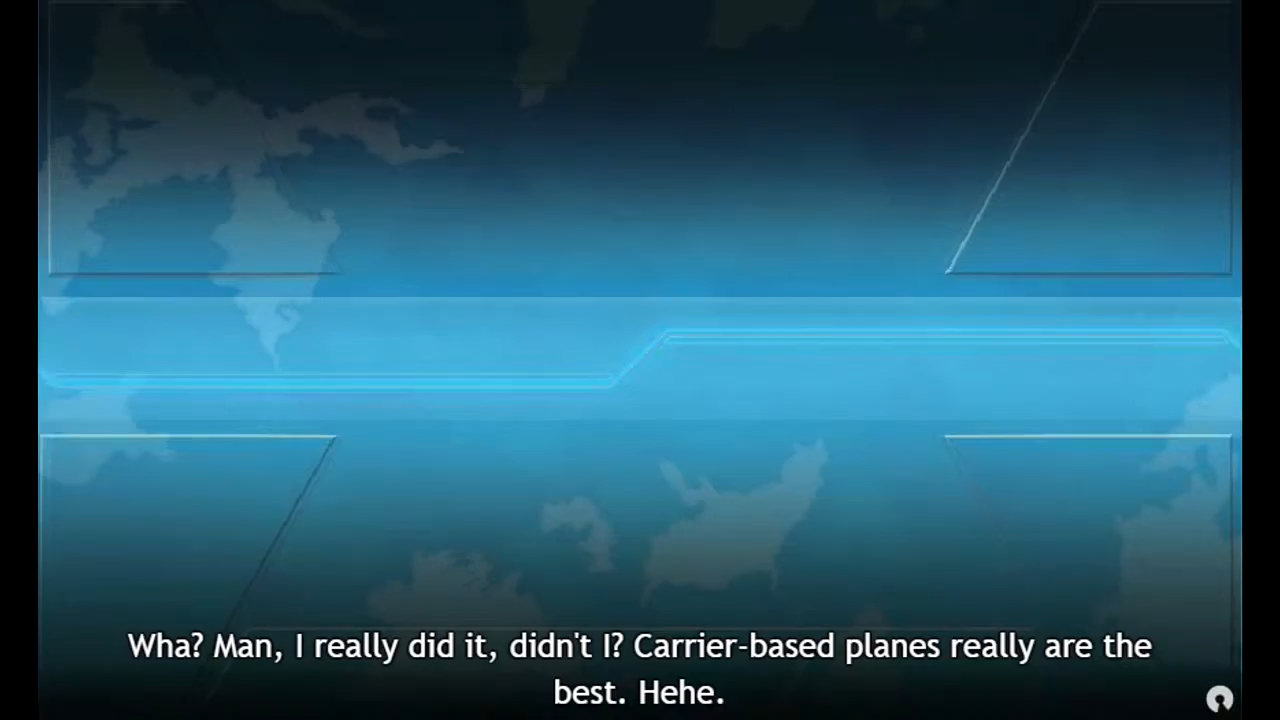 Wha? Man, I really did it, didn't I? Carrier-based planes really are the
best. Hehe.